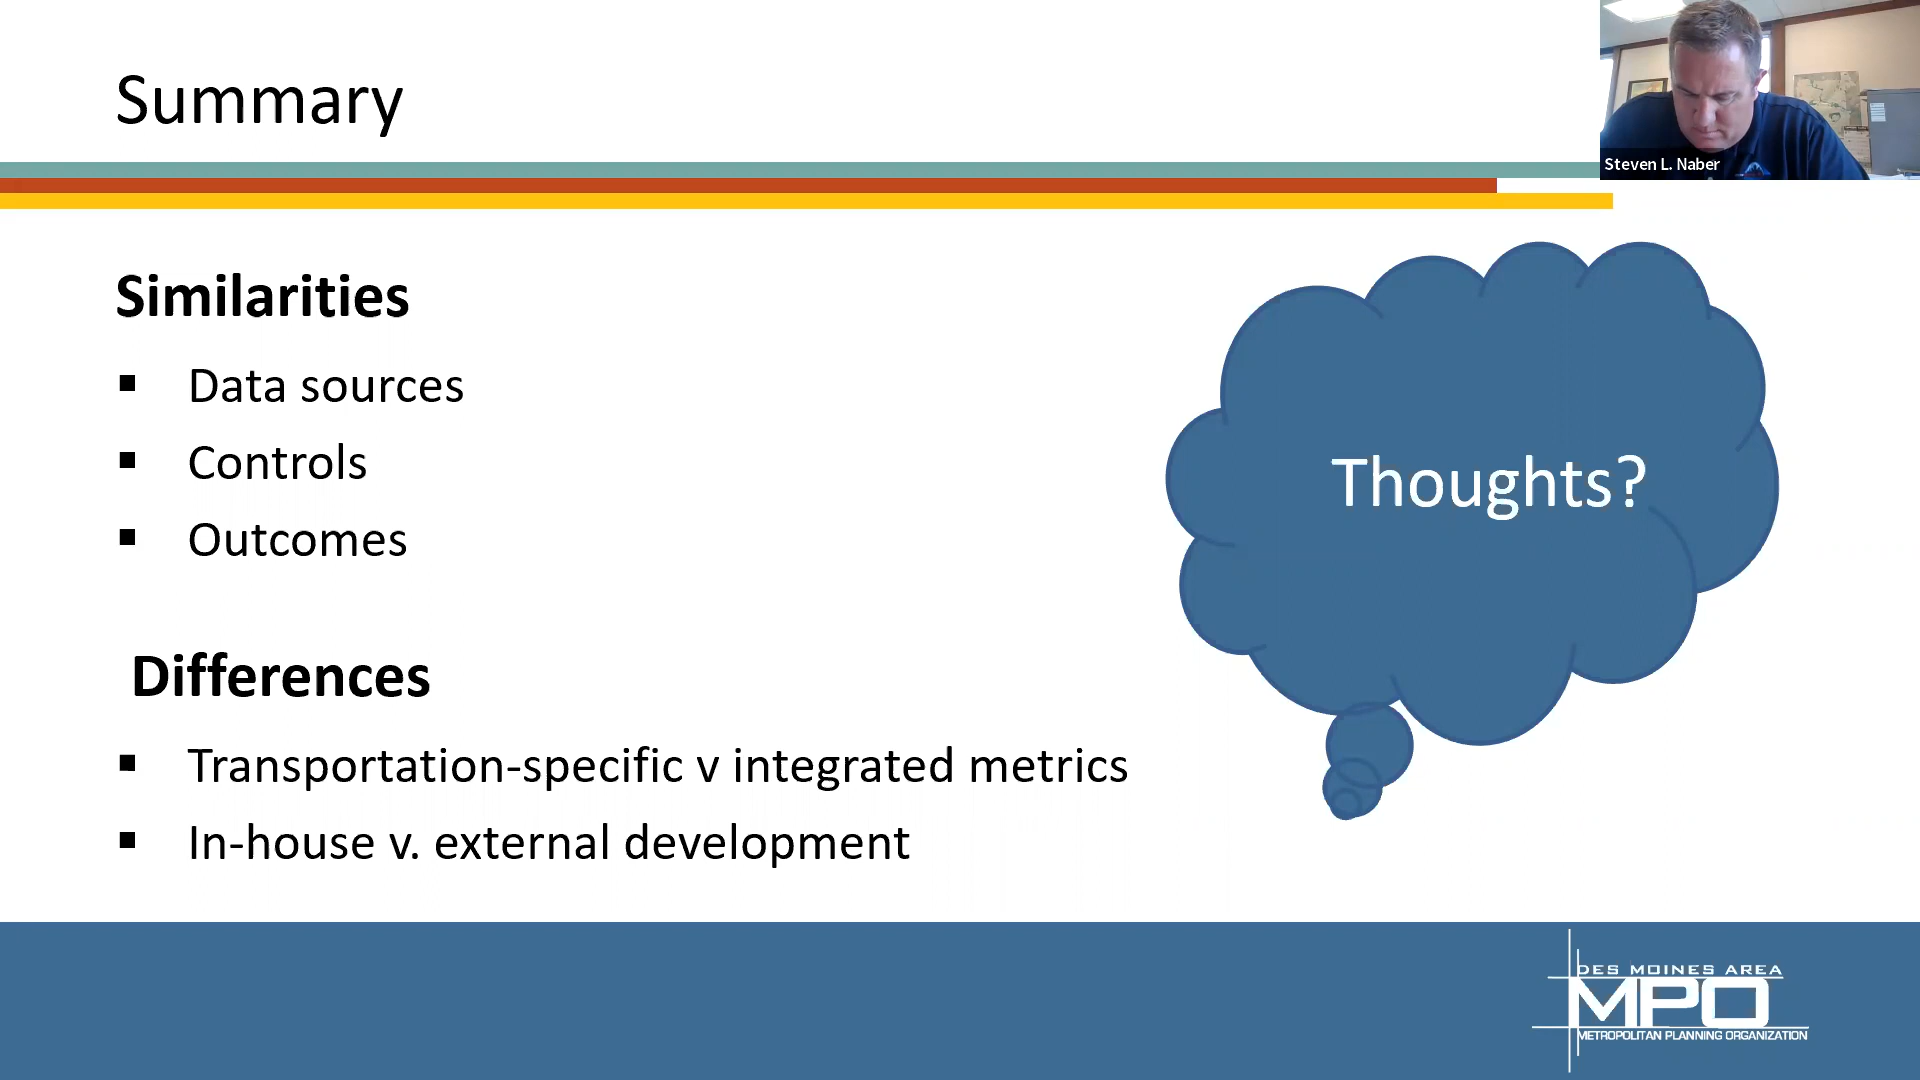 Summary
Steven L. Naber
Similarities
▪ Data sources
▪ Controls
▪ Outcomes
Thoughts?
Differences
▪ Transportation-specific v integrated metrics
▪ In-house v. external development
DES MOINES AREA
MPO
METROPOLITAN PLANNING ORGANIZATION